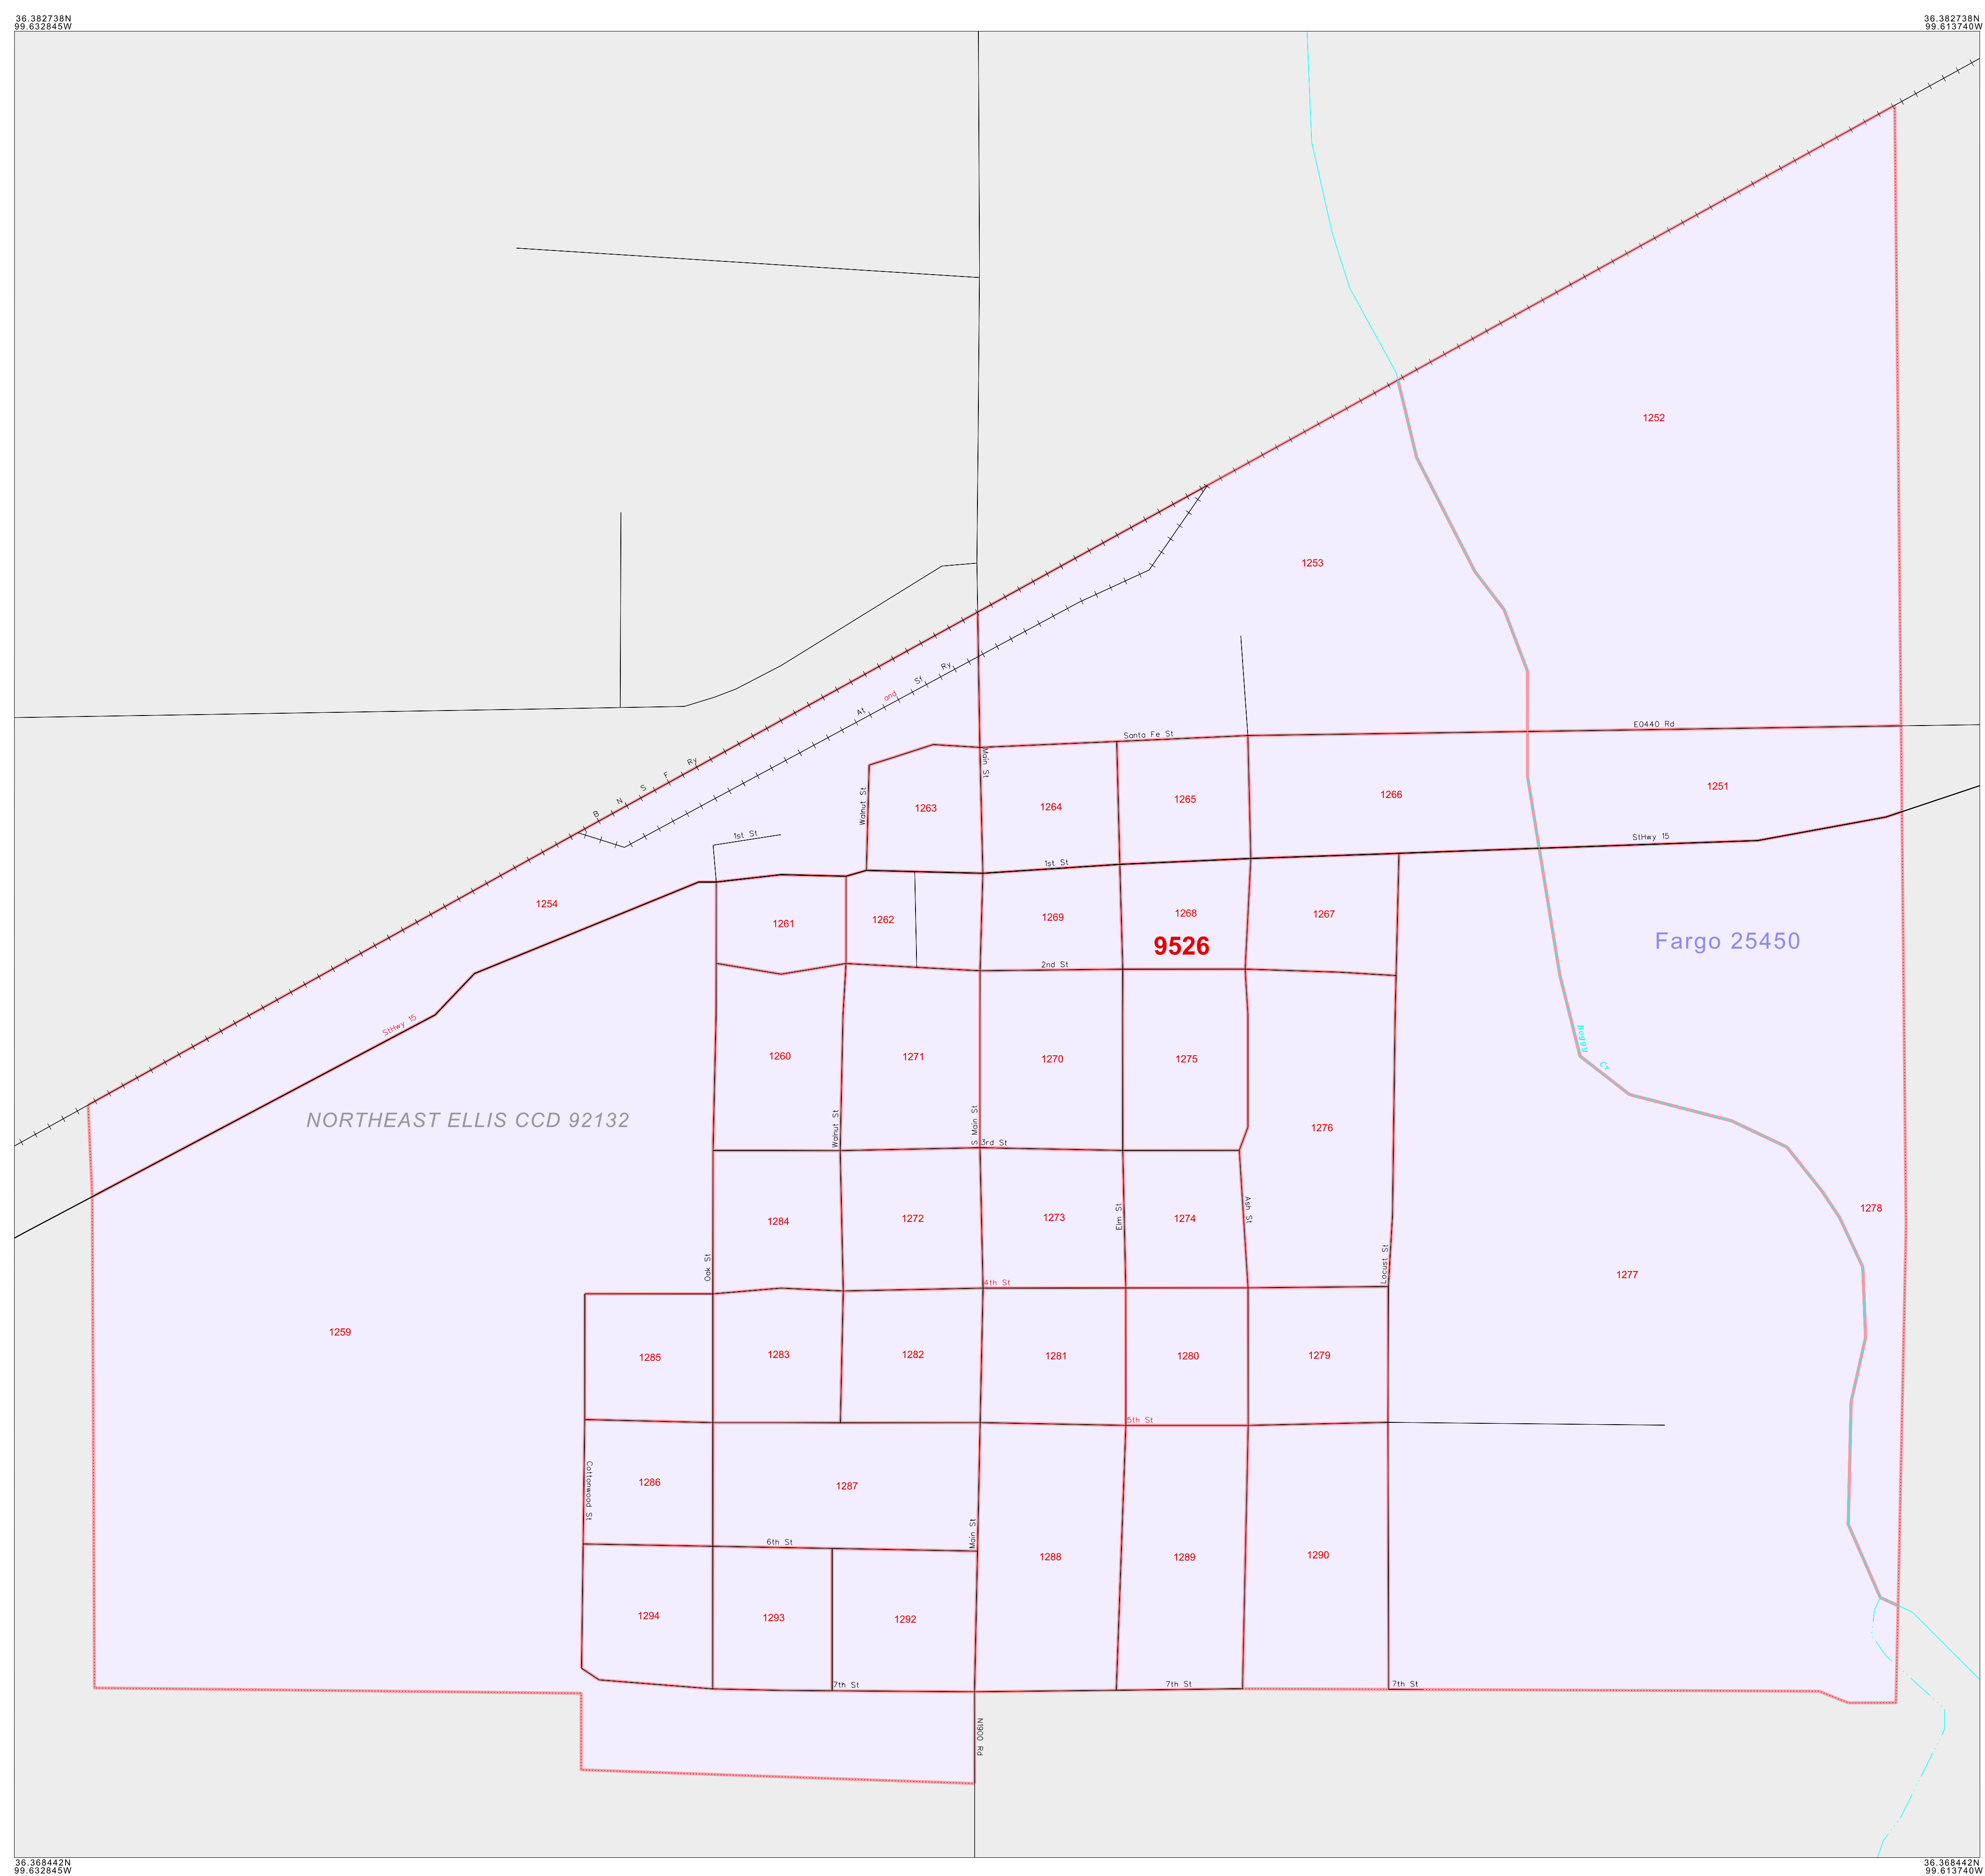 36.382738N
99.632845W
36.382738N
99.613740W
1252
1253
B N S F Ry
At and Sf Ry
E0440 Rd
Santa Fe St
Main St
Walnut St
1263
1264
1265
1266
1251
1st St
1st St
StHwy 15
1254
1261
1262
1269
1268
1267
9526
Fargo 25450
2nd St
StHwy 15
Boggy Cr
1260
1271
1270
1275
NORTHEAST ELLIS CCD 92132
1276
Walnut St
S Main St
3rd St
1284
1272
1273
Elm St
1274
Ash St
1278
Oak St
Locust St
1277
4th St
1259
1285
1283
1282
1281
1280
1279
5th St
Cottonwood St
1286
1287
Main St
6th St
1288
1289
1290
1294
1293
1292
7th St
7th St
7th St
N1900 Rd
36.368442N
99.632845W
36.368442N
99.613740W